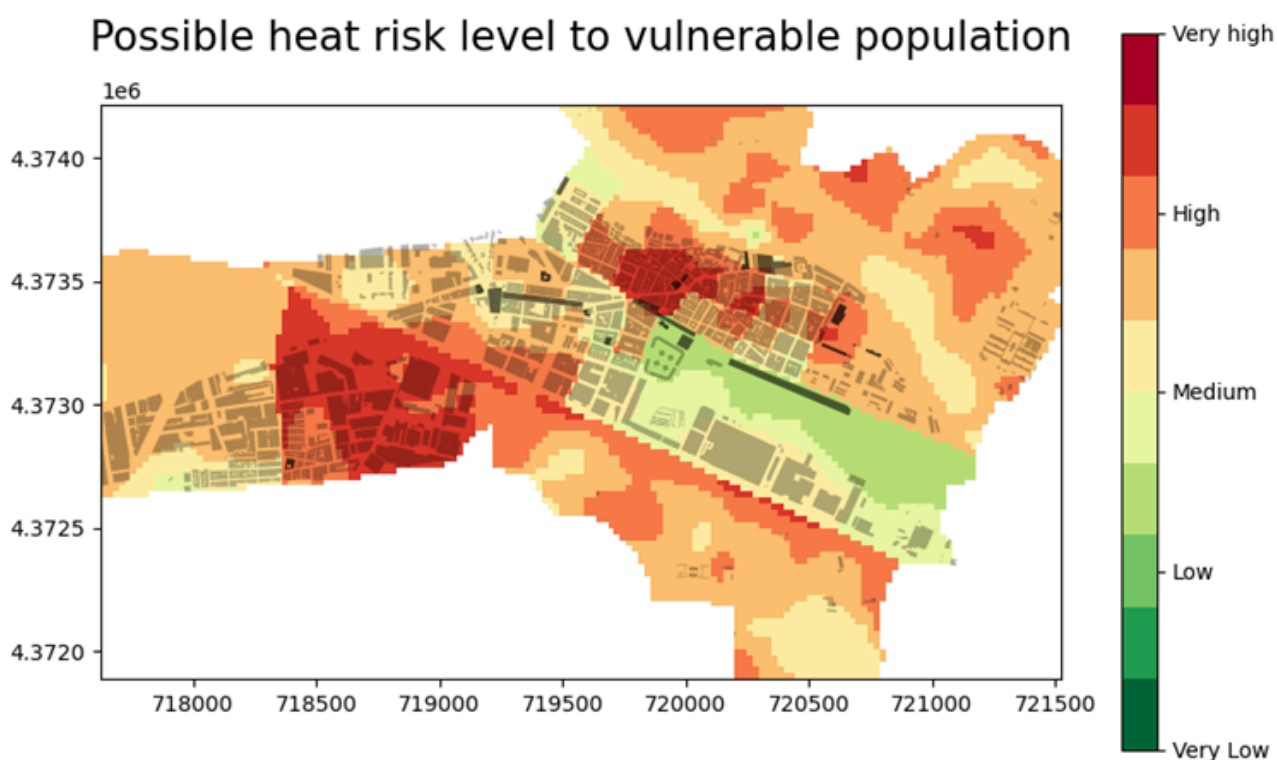 Possible heat risk level to vulnerable population
1e6
4.3740
4.3735
4.3730
4.3725
4.3720
718000 718500 719000 719500 720000 720500 721000 721500
Very high
High
Medium
Low
Very Low